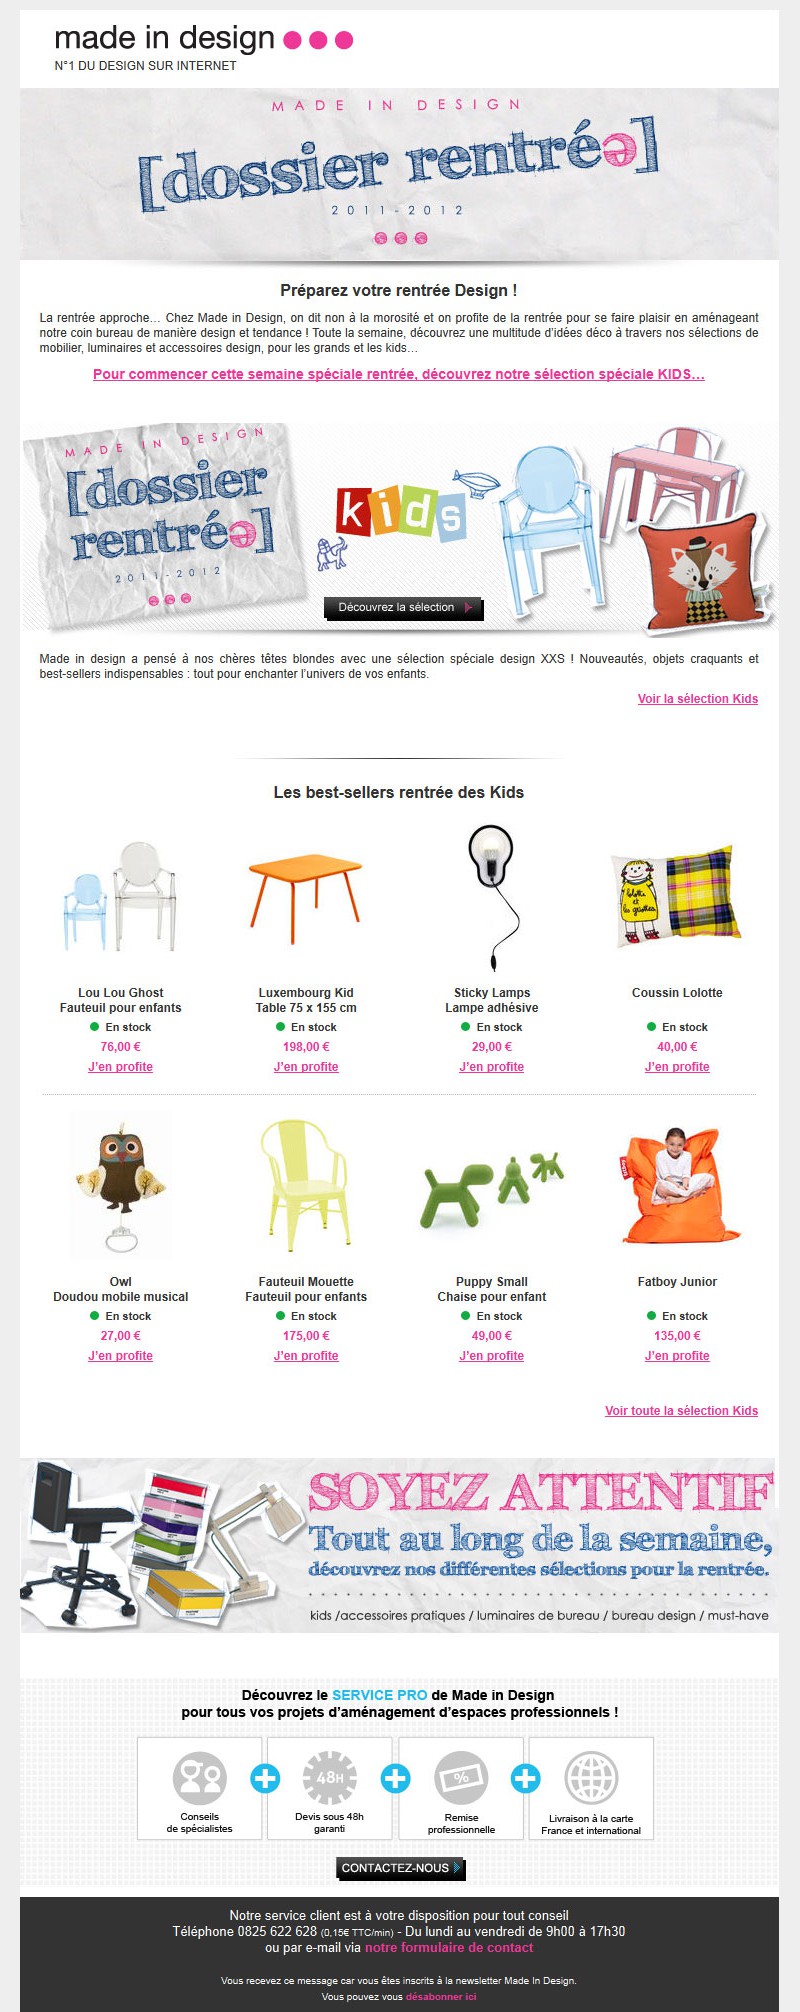 made in design
N°1 DU DESIGN SUR INTERNET
MADE IN DESIGN
[dossier rentrée]
2011-2012
Préparez votre rentrée Design !
La rentrée approche… Chez Made in Design, on dit non à la morosité et on profite de la rentrée pour se faire plaisir en aménageant
notre coin bureau de manière design et tendance ! Toute la semaine, découvrez une multitude d'idées déco à travers nos sélections de
mobilier, luminaires et accessoires design, pour les grands et les kids…
Pour commencer cette semaine spéciale rentrée, découvrez notre sélection spéciale KIDS…
MADE IN DESIGN
[dossier
rentrée]
2011-2012
kids
Découvrez la sélection
Made in design a pensé à nos chères têtes blondes avec une sélection spéciale design XXS ! Nouveautés, objets craquants et
best-sellers indispensables : tout pour enchanter l'univers de vos enfants.
Voir la sélection Kids
Les best-sellers rentrée des Kids
lolotti
et
les griottes
Lou Lou Ghost
Fauteuil pour enfants
En stock
76,00 €
J'en profite
Luxembourg Kid
Table 75 x 155 cm
En stock
198,00 €
J'en profite
Sticky Lamps
Lampe adhésive
En stock
29,00 €
J'en profite
Coussin Lolotte
En stock
40,00 €
J'en profite
Owl
Doudou mobile musical
En stock
27,00 €
J'en profite
Fauteuil Mouette
Fauteuil pour enfants
En stock
175,00 €
J'en profite
Puppy Small
Chaise pour enfant
En stock
49,00 €
J'en profite
Fatboy Junior
En stock
135,00 €
J'en profite
Voir toute la sélection Kids
SOYEZ ATTENTIF
Tout au long de la semaine,
découvrez nos différentes sélections pour la rentrée.
kids /accessoires pratiques / luminaires de bureau / bureau design / must-have
Découvrez le SERVICE PRO de Made in Design
pour tous vos projets d'aménagement d'espaces professionnels !
Conseils
de spécialistes
48H
Devis sous 48h
garanti
%
Remise
professionnelle
Livraison à la carte
France et international
CONTACTEZ-NOUS
Notre service client est à votre disposition pour tout conseil
Téléphone 0825 622 628 (0,15€ TTC/min) - Du lundi au vendredi de 9h00 à 17h30
ou par e-mail via notre formulaire de contact
Vous recevez ce message car vous êtes inscrits à la newsletter Made In Design.
Vous pouvez vous désabonner ici